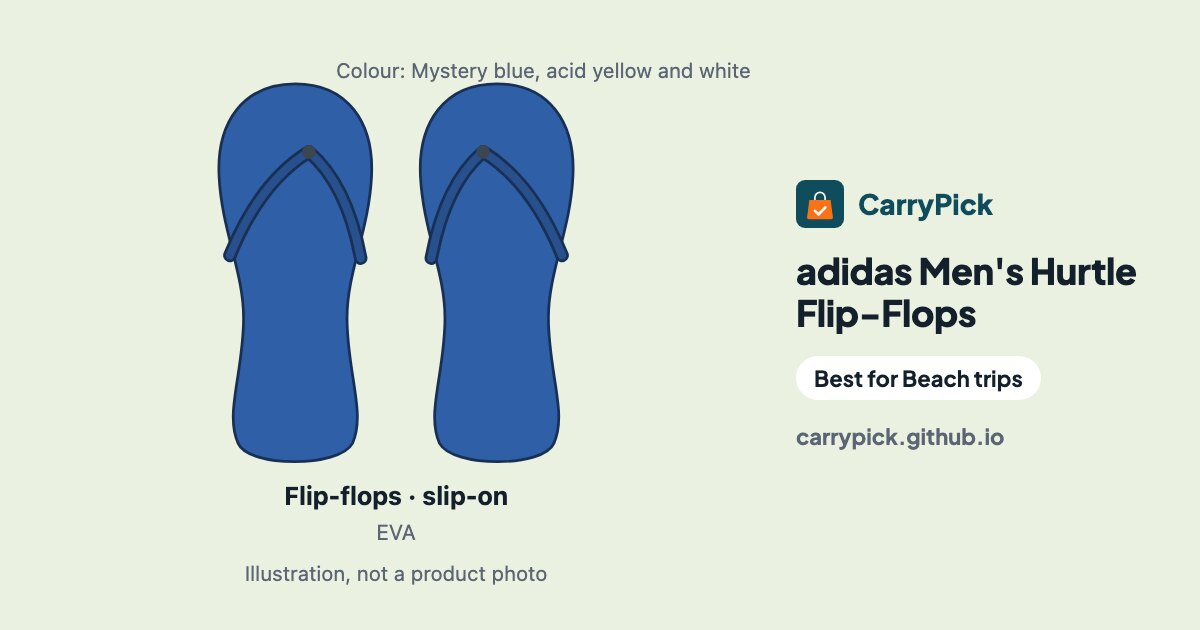 Colour: Mystery blue, acid yellow and white
Flip-flops · slip-on
EVA
Illustration, not a product photo
CarryPick
adidas Men's Hurtle
Flip-Flops
Best for Beach trips
carrypick.github.io